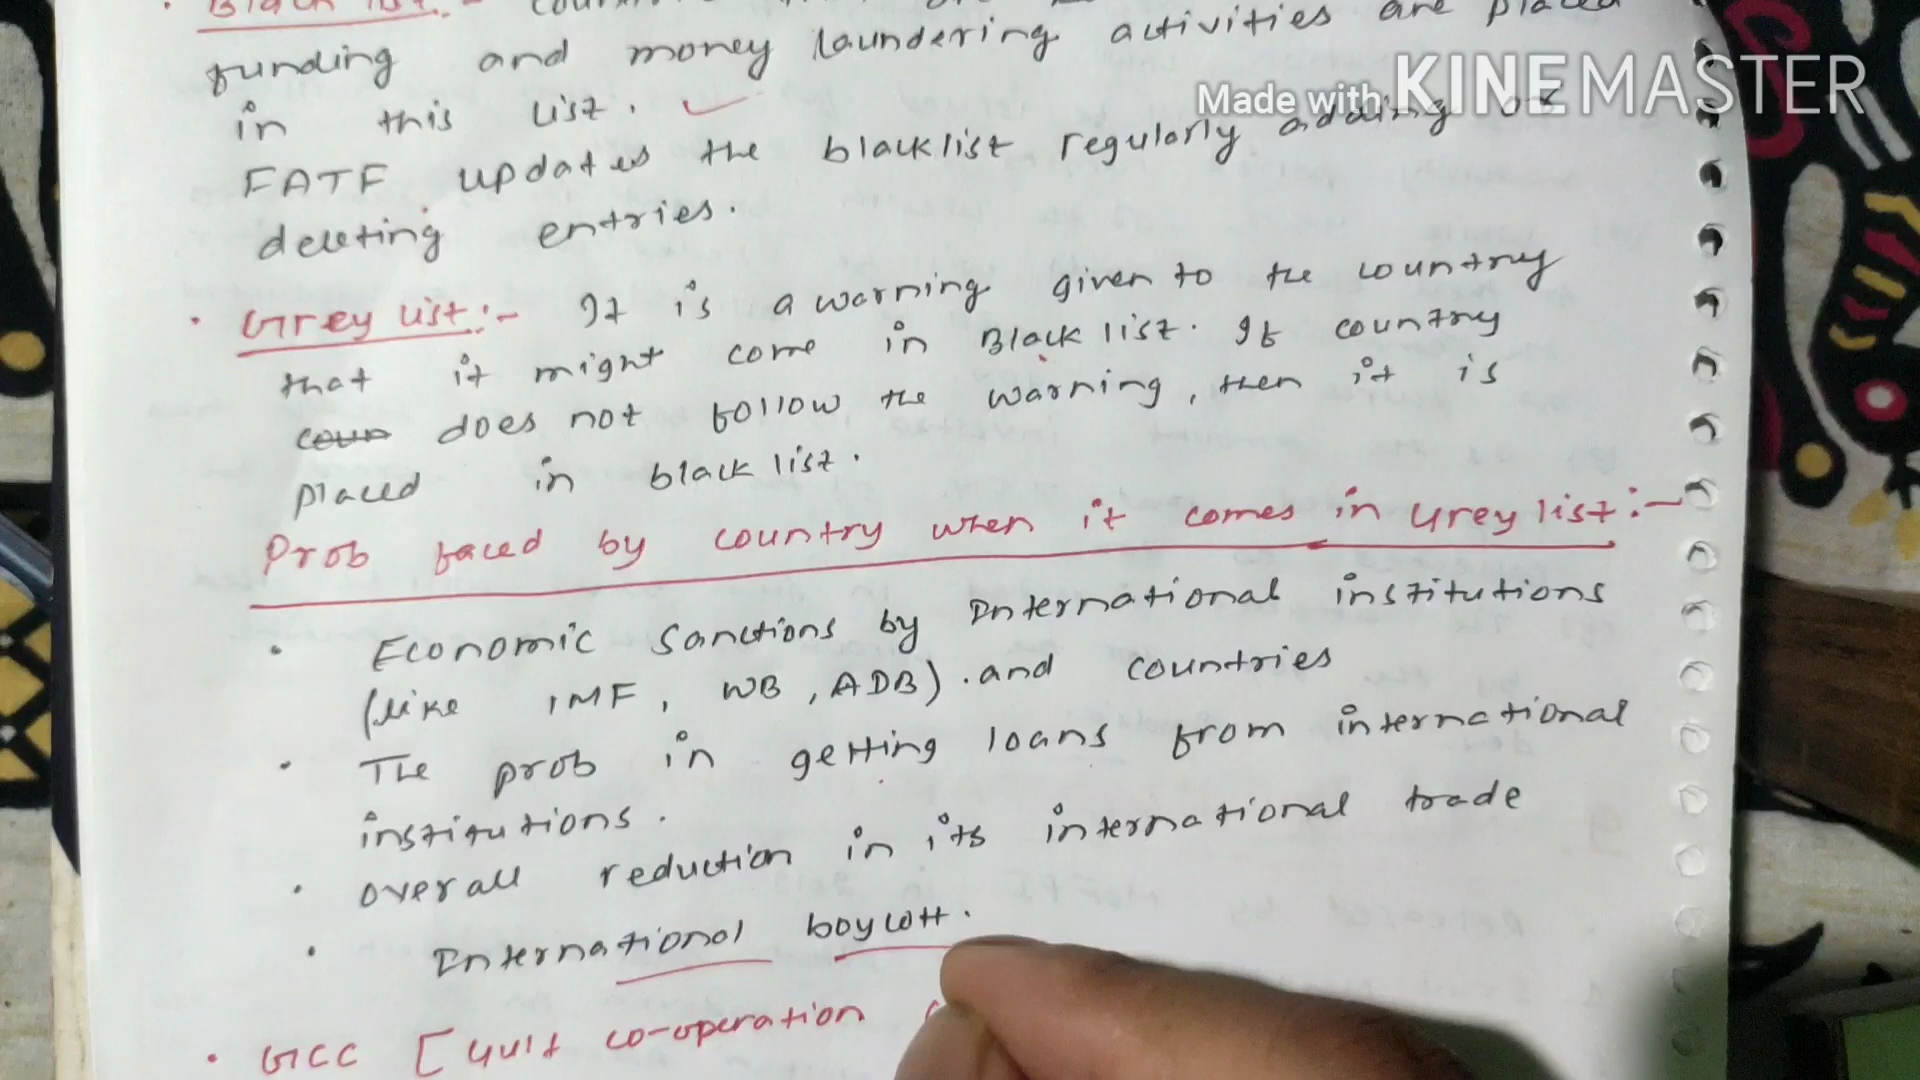 Black list :-
funding and money laundering activities are placed
in this list.
Made with KINEMASTER
FATF updates the blacklist regularly adding or
deleting entries.
• Grey list :- It is a warning given to the country
that it might come in Black list. If country
does not follow the warning, then it is
placed in black list.
Prob faced by country when it comes in Grey list :-
• Economic Sanctions by International institutions
(like IMF, WB, ADB). and countries
• The prob in getting loans from international
institutions.
• Overall reduction in its international trade
• International boycott.
• GCC [Gulf co-operation